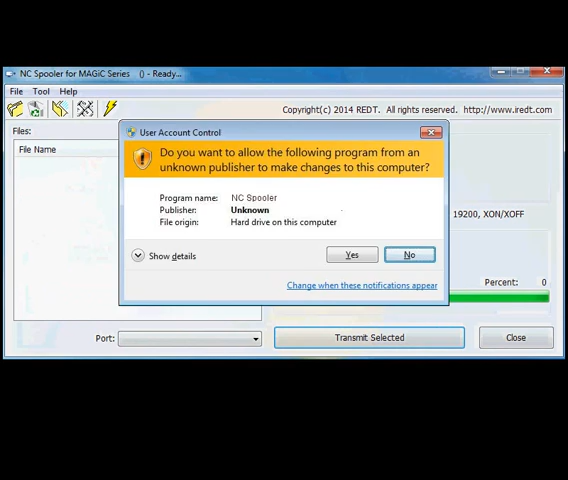 NC Spooler for MAGiC Series   () - Ready...
File Tool Help
Copyright(c) 2014 REDT. All rights reserved. http://www.iredt.com
Files:
File Name
User Account Control
Do you want to allow the following program from an
unknown publisher to make changes to this computer?
Program name: NC Spooler
Publisher: Unknown
File origin: Hard drive on this computer
19200, XON/XOFF
Show details
Yes
No
Percent: 0
Change when these notifications appear
Port:
Transmit Selected
Close